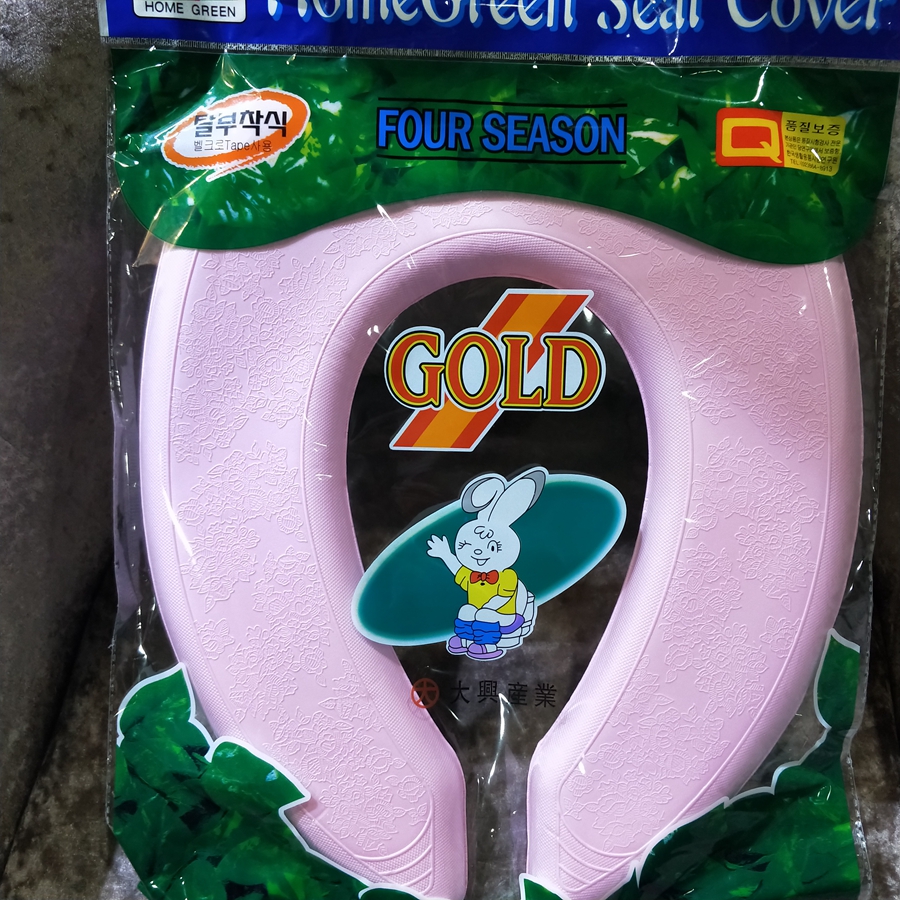 HOME GREEN
HomeGreen Seat Cover
탈부착식
벨크로Tape사용
FOUR SEASON
Q
품질보증
GOLD
大 大興産業